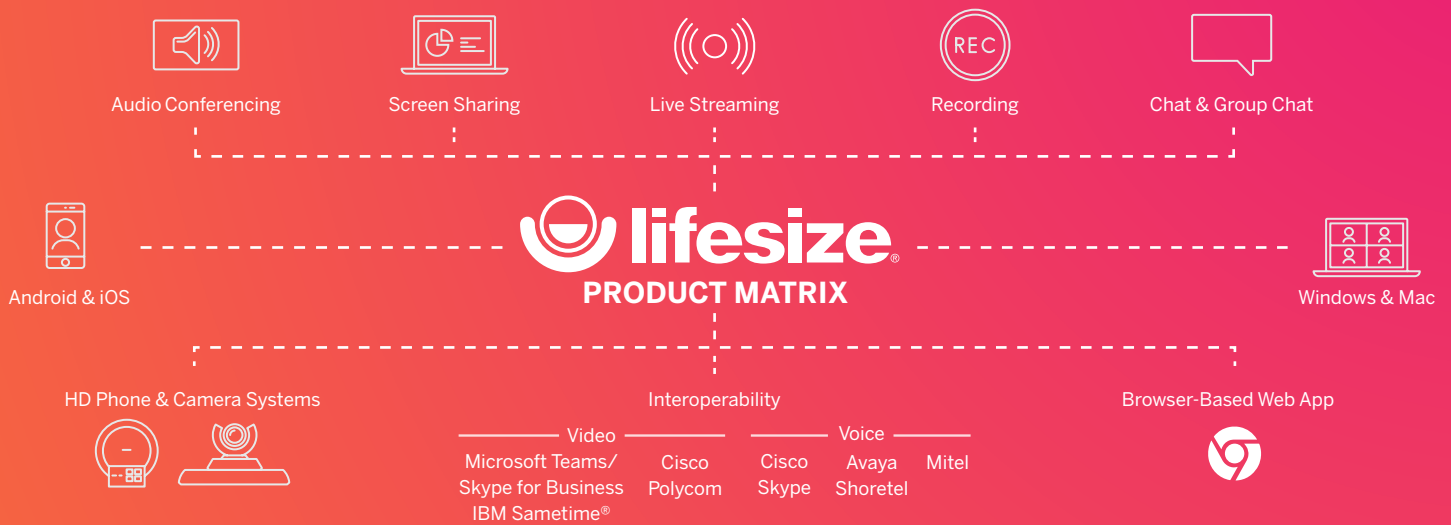 REC
Audio Conferencing
Screen Sharing
Live Streaming
Recording
Chat & Group Chat
lifesize®
PRODUCT MATRIX
Android & iOS
Windows & Mac
HD Phone & Camera Systems
Interoperability
Browser-Based Web App
Video
Microsoft Teams/
Skype for Business
IBM Sametime®
Cisco
Polycom
Voice
Cisco
Skype
Avaya
Shoretel
Mitel